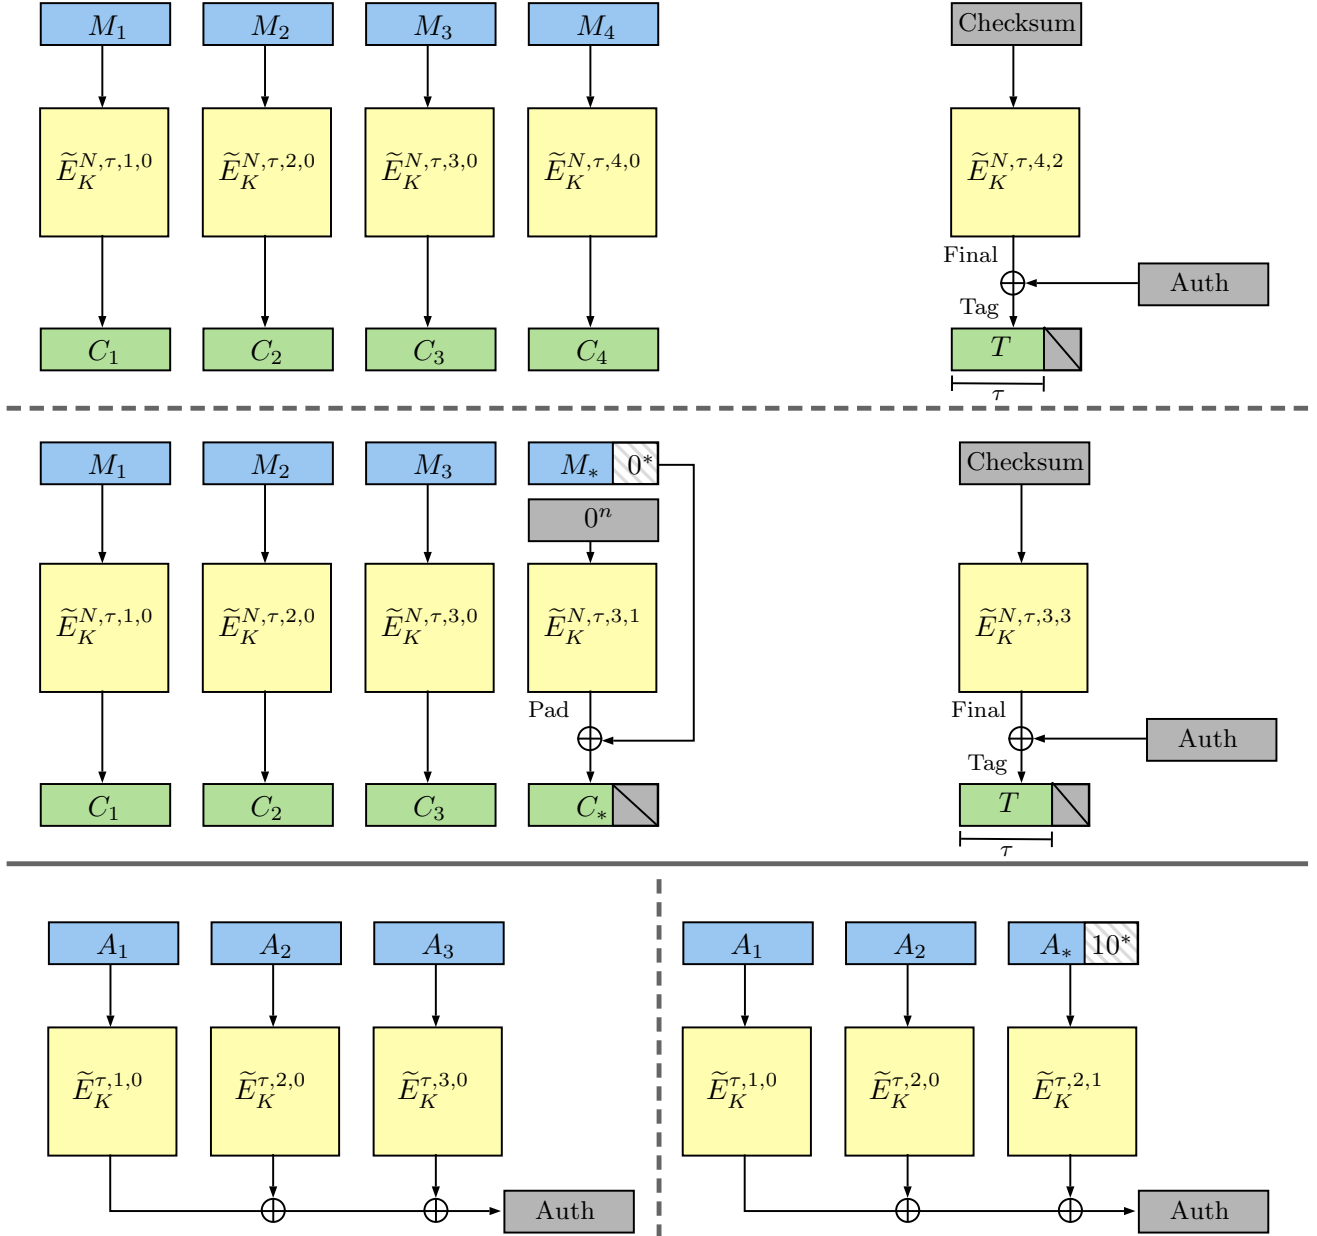 M₁ M₂ M₃ M₄ Checksum
Ẽ_K^{N,τ,1,0} Ẽ_K^{N,τ,2,0} Ẽ_K^{N,τ,3,0} Ẽ_K^{N,τ,4,0} Ẽ_K^{N,τ,4,2}
Final
Auth
Tag
C₁ C₂ C₃ C₄ T
τ
M₁ M₂ M₃ M_* 0* Checksum
0ⁿ
Ẽ_K^{N,τ,1,0} Ẽ_K^{N,τ,2,0} Ẽ_K^{N,τ,3,0} Ẽ_K^{N,τ,3,1} Ẽ_K^{N,τ,3,3}
Pad Final
Auth
Tag
C₁ C₂ C₃ C_* T
τ
A₁ A₂ A₃ A₁ A₂ A_* 10*
Ẽ_K^{τ,1,0} Ẽ_K^{τ,2,0} Ẽ_K^{τ,3,0} Ẽ_K^{τ,1,0} Ẽ_K^{τ,2,0} Ẽ_K^{τ,2,1}
Auth Auth